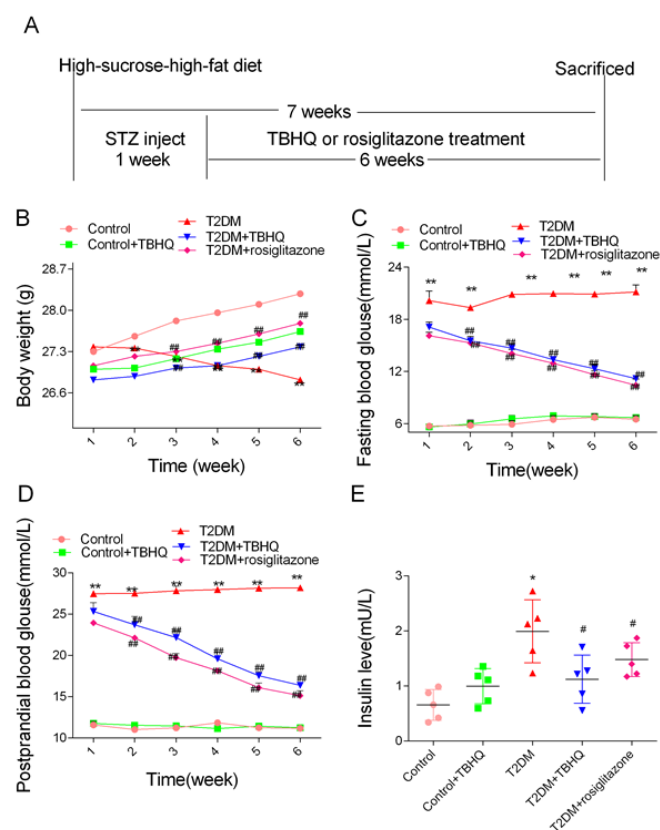 A
High-sucrose-high-fat diet
Sacrificed
7 weeks
STZ inject
1 week
TBHQ or rosiglitazone treatment
6 weeks
B
Control
Control+TBHQ
T2DM
T2DM+TBHQ
T2DM+rosiglitazone
Body weight (g)
28.7
28.0
27.3
26.6
** ** ** **
## ## ## ##
## ## ## ##
1 2 3 4 5 6
Time (week)
C
Control
Control+TBHQ
T2DM
T2DM+TBHQ
T2DM+rosiglitazone
Fasting blood glouse(mmol/L)
24
18
12
6
** ** ** ** ** **
## ## ## ## ##
## ## ## ## ##
1 2 3 4 5 6
Time(week)
D
Control
Control+TBHQ
T2DM
T2DM+TBHQ
T2DM+rosiglitazone
Postprandial blood glouse(mmol/L)
30
25
20
15
10
** ** ** ** ** **
## ## ## ## ##
## ## ## ## ##
1 2 3 4 5 6
Time(week)
E
Insulin leve(mU/L)
3
2
1
0
*
#
#
Control
Control+TBHQ
T2DM
T2DM+TBHQ
T2DM+rosiglitazone